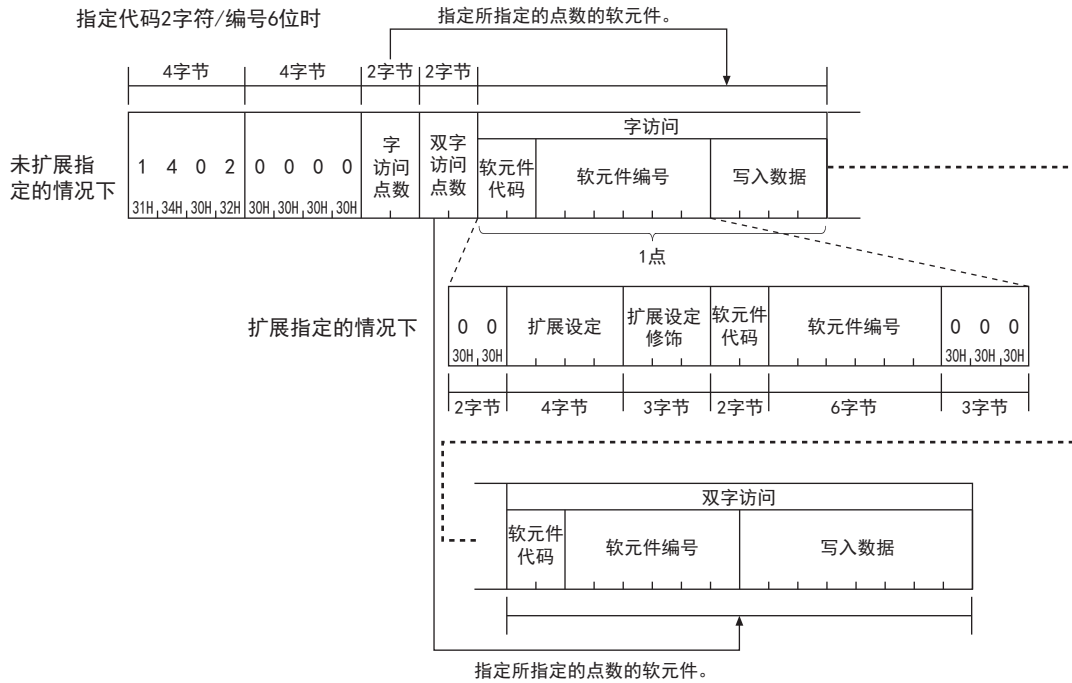 指定代码2字符/编号6位时
指定所指定的点数的软元件。
4字节 4字节 2字节 2字节
未扩展指
定的情况下
1 4 0 2 0 0 0 0
31H 34H 30H 32H 30H 30H 30H 30H
字
访问
点数
双字
访问
点数
字访问
软元件
代码
软元件编号
写入数据
1点
扩展指定的情况下
0 0
30H 30H
扩展设定
扩展设定
修饰
软元件
代码
软元件编号
0 0 0
30H 30H 30H
2字节 4字节 3字节 2字节 6字节 3字节
双字访问
软元件
代码
软元件编号
写入数据
指定所指定的点数的软元件。